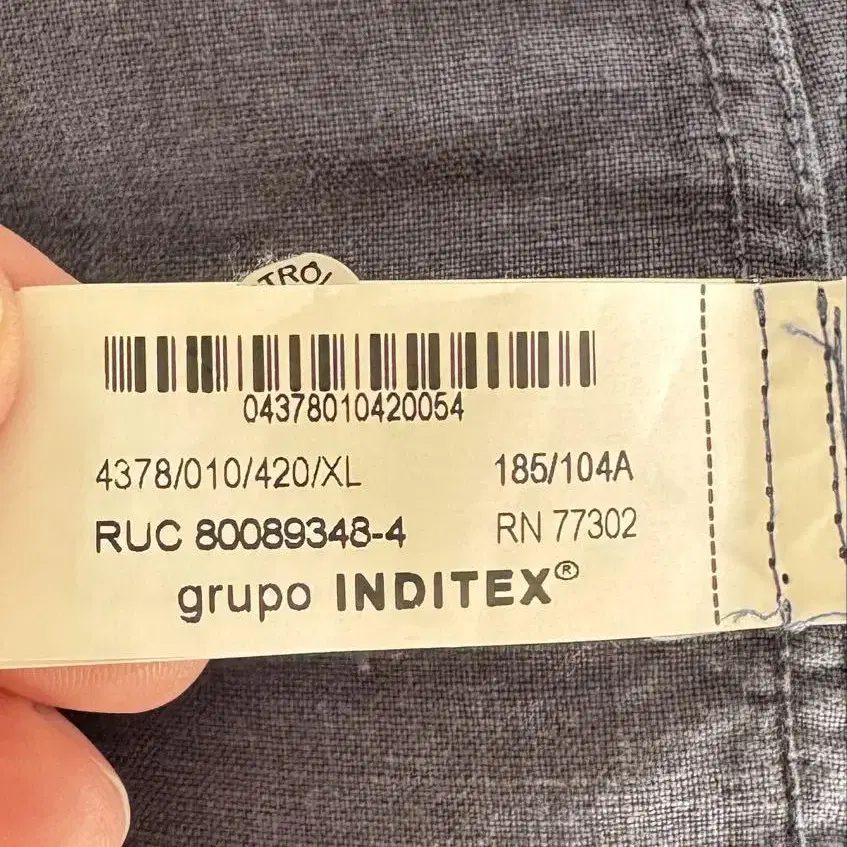 04378010420054
4378/010/420/XL 185/104A
RUC 80089348-4 RN 77302
grupo INDITEX®